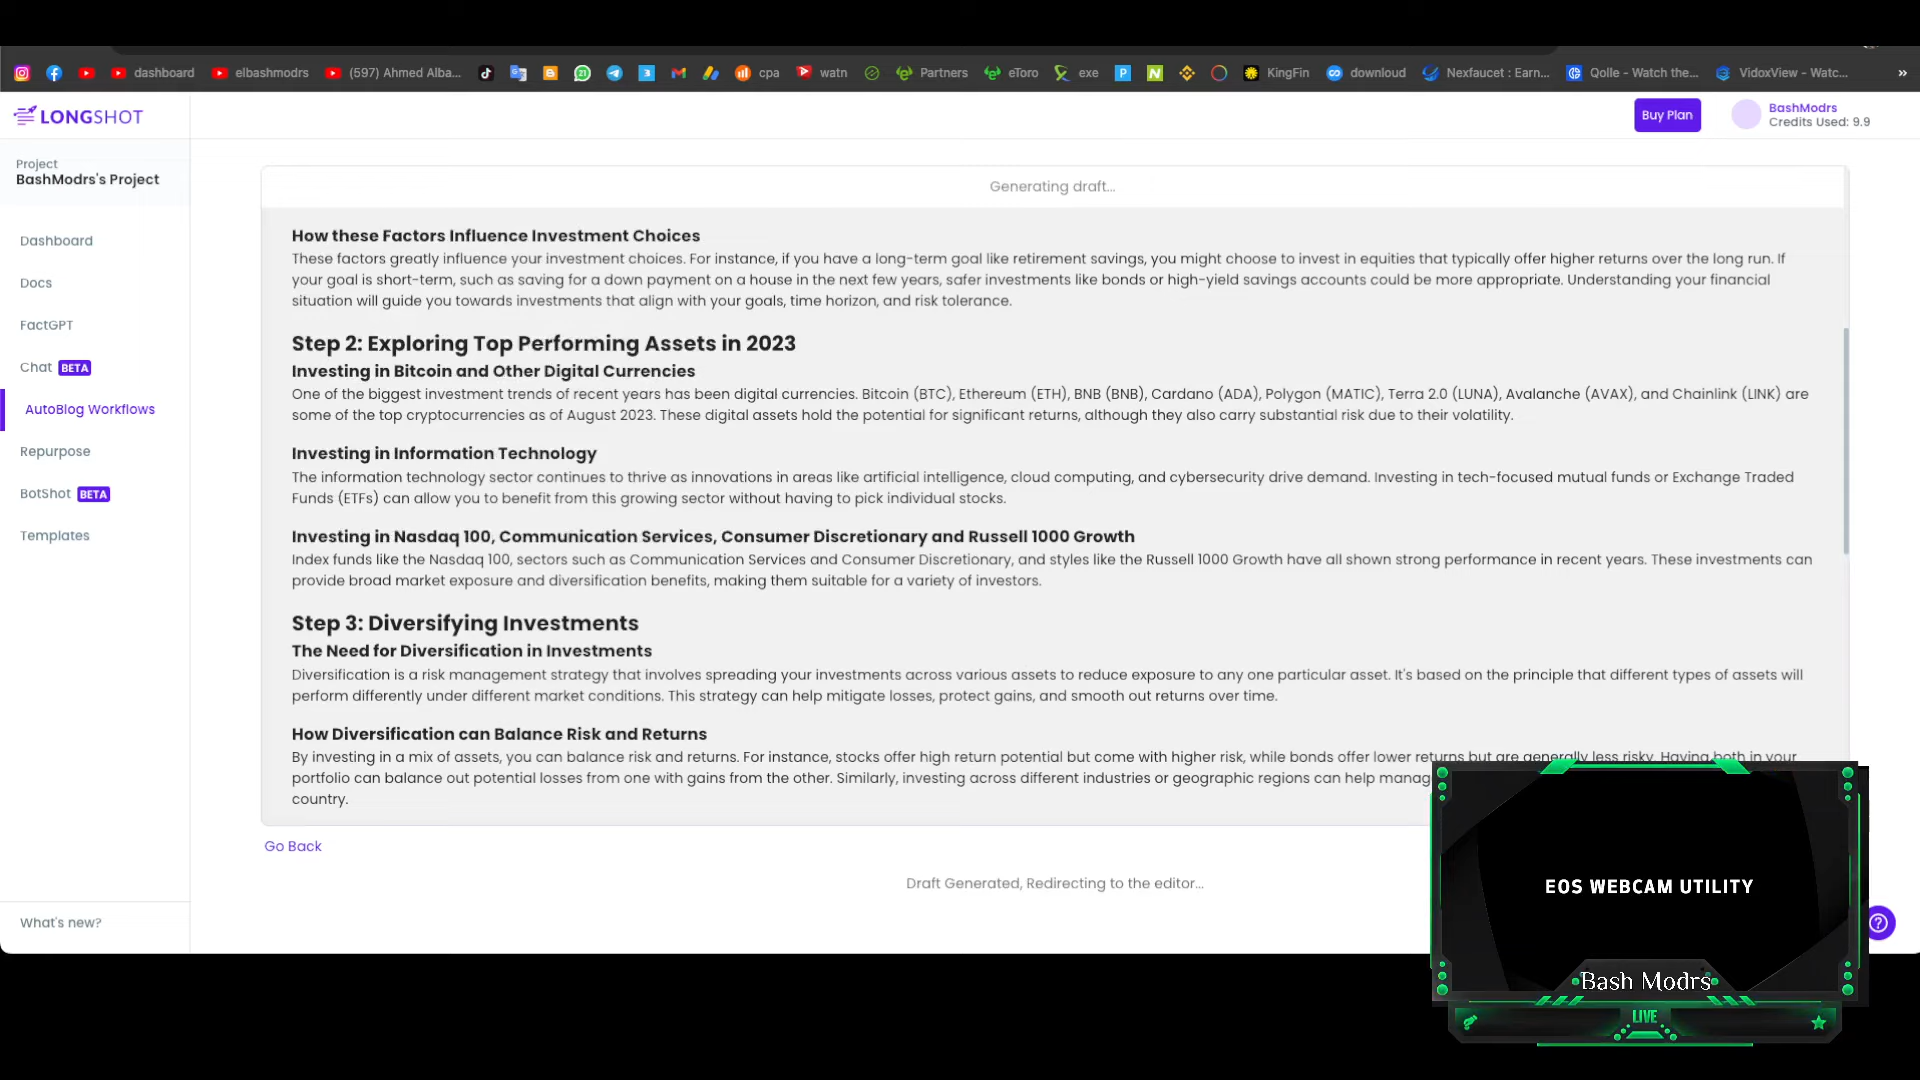 dashboard elbashmodrs (597) Ahmed Alba... cpa watn Partners eToro exe KingFin downloud Nexfaucet : Earn... Qolle - Watch the... VidoxView - Watc... »
LONGSHOT
Buy Plan
BashModrs
Credits Used: 9.9
Project
BashModrs's Project
Dashboard
Docs
FactGPT
Chat BETA
AutoBlog Workflows
Repurpose
BotShot BETA
Templates
What's new?
Generating draft...
How these Factors Influence Investment Choices
These factors greatly influence your investment choices. For instance, if you have a long-term goal like retirement savings, you might choose to invest in equities that typically offer higher returns over the long run. If
your goal is short-term, such as saving for a down payment on a house in the next few years, safer investments like bonds or high-yield savings accounts could be more appropriate. Understanding your financial
situation will guide you towards investments that align with your goals, time horizon, and risk tolerance.
Step 2: Exploring Top Performing Assets in 2023
Investing in Bitcoin and Other Digital Currencies
One of the biggest investment trends of recent years has been digital currencies. Bitcoin (BTC), Ethereum (ETH), BNB (BNB), Cardano (ADA), Polygon (MATIC), Terra 2.0 (LUNA), Avalanche (AVAX), and Chainlink (LINK) are
some of the top cryptocurrencies as of August 2023. These digital assets hold the potential for significant returns, although they also carry substantial risk due to their volatility.
Investing in Information Technology
The information technology sector continues to thrive as innovations in areas like artificial intelligence, cloud computing, and cybersecurity drive demand. Investing in tech-focused mutual funds or Exchange Traded
Funds (ETFs) can allow you to benefit from this growing sector without having to pick individual stocks.
Investing in Nasdaq 100, Communication Services, Consumer Discretionary and Russell 1000 Growth
Index funds like the Nasdaq 100, sectors such as Communication Services and Consumer Discretionary, and styles like the Russell 1000 Growth have all shown strong performance in recent years. These investments can
provide broad market exposure and diversification benefits, making them suitable for a variety of investors.
Step 3: Diversifying Investments
The Need for Diversification in Investments
Diversification is a risk management strategy that involves spreading your investments across various assets to reduce exposure to any one particular asset. It's based on the principle that different types of assets will
perform differently under different market conditions. This strategy can help mitigate losses, protect gains, and smooth out returns over time.
How Diversification can Balance Risk and Returns
By investing in a mix of assets, you can balance risk and returns. For instance, stocks offer high return potential but come with higher risk, while bonds offer lower returns but are generally less risky. Having both in your
portfolio can balance out potential losses from one with gains from the other. Similarly, investing across different industries or geographic regions can help manag
country.
Go Back
Draft Generated, Redirecting to the editor...
EOS WEBCAM UTILITY
Bash Modrs
LIVE